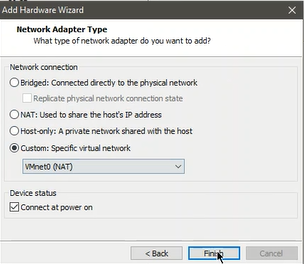 Add Hardware Wizard
Network Adapter Type
What type of network adapter do you want to add?
Network connection
Bridged: Connected directly to the physical network
Replicate physical network connection state
NAT: Used to share the host's IP address
Host-only: A private network shared with the host
Custom: Specific virtual network
VMnet0 (NAT)
Device status
Connect at power on
< Back Finish Cancel